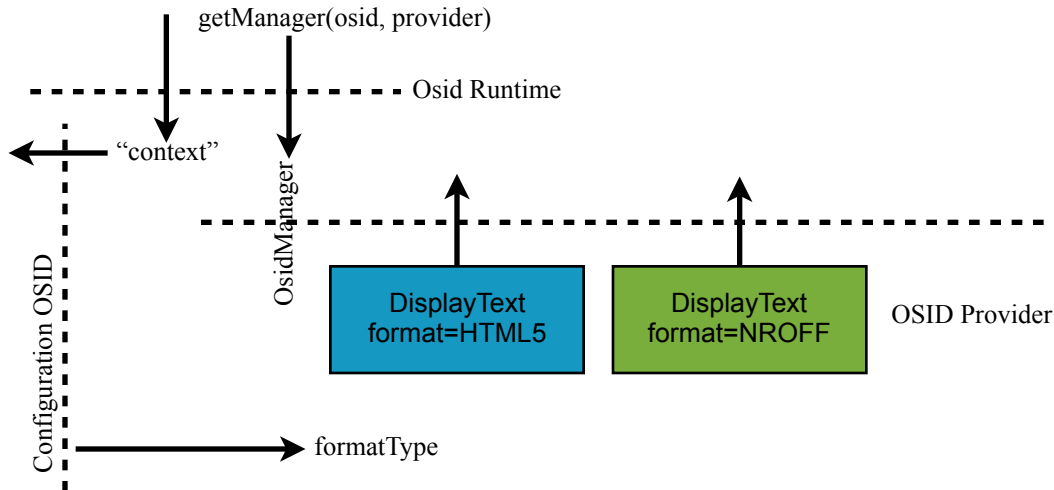 getManager(osid, provider)
Osid Runtime
“context”
OsidManager
Configuration OSID
DisplayText
format=HTML5
DisplayText
format=NROFF
OSID Provider
formatType